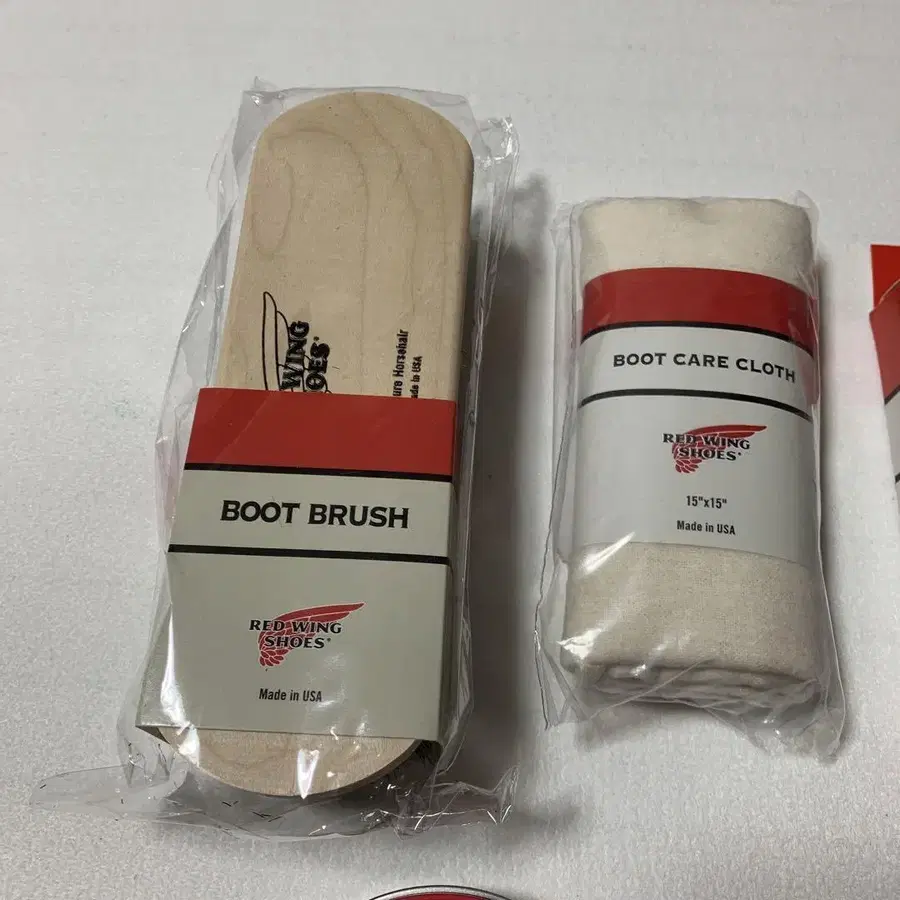 WING
SHOES
ure Horsehair
ade in USA
BOOT BRUSH
RED WING
SHOES®
Made in USA
BOOT CARE CLOTH
RED WING
SHOES®
15"x15"
Made in USA